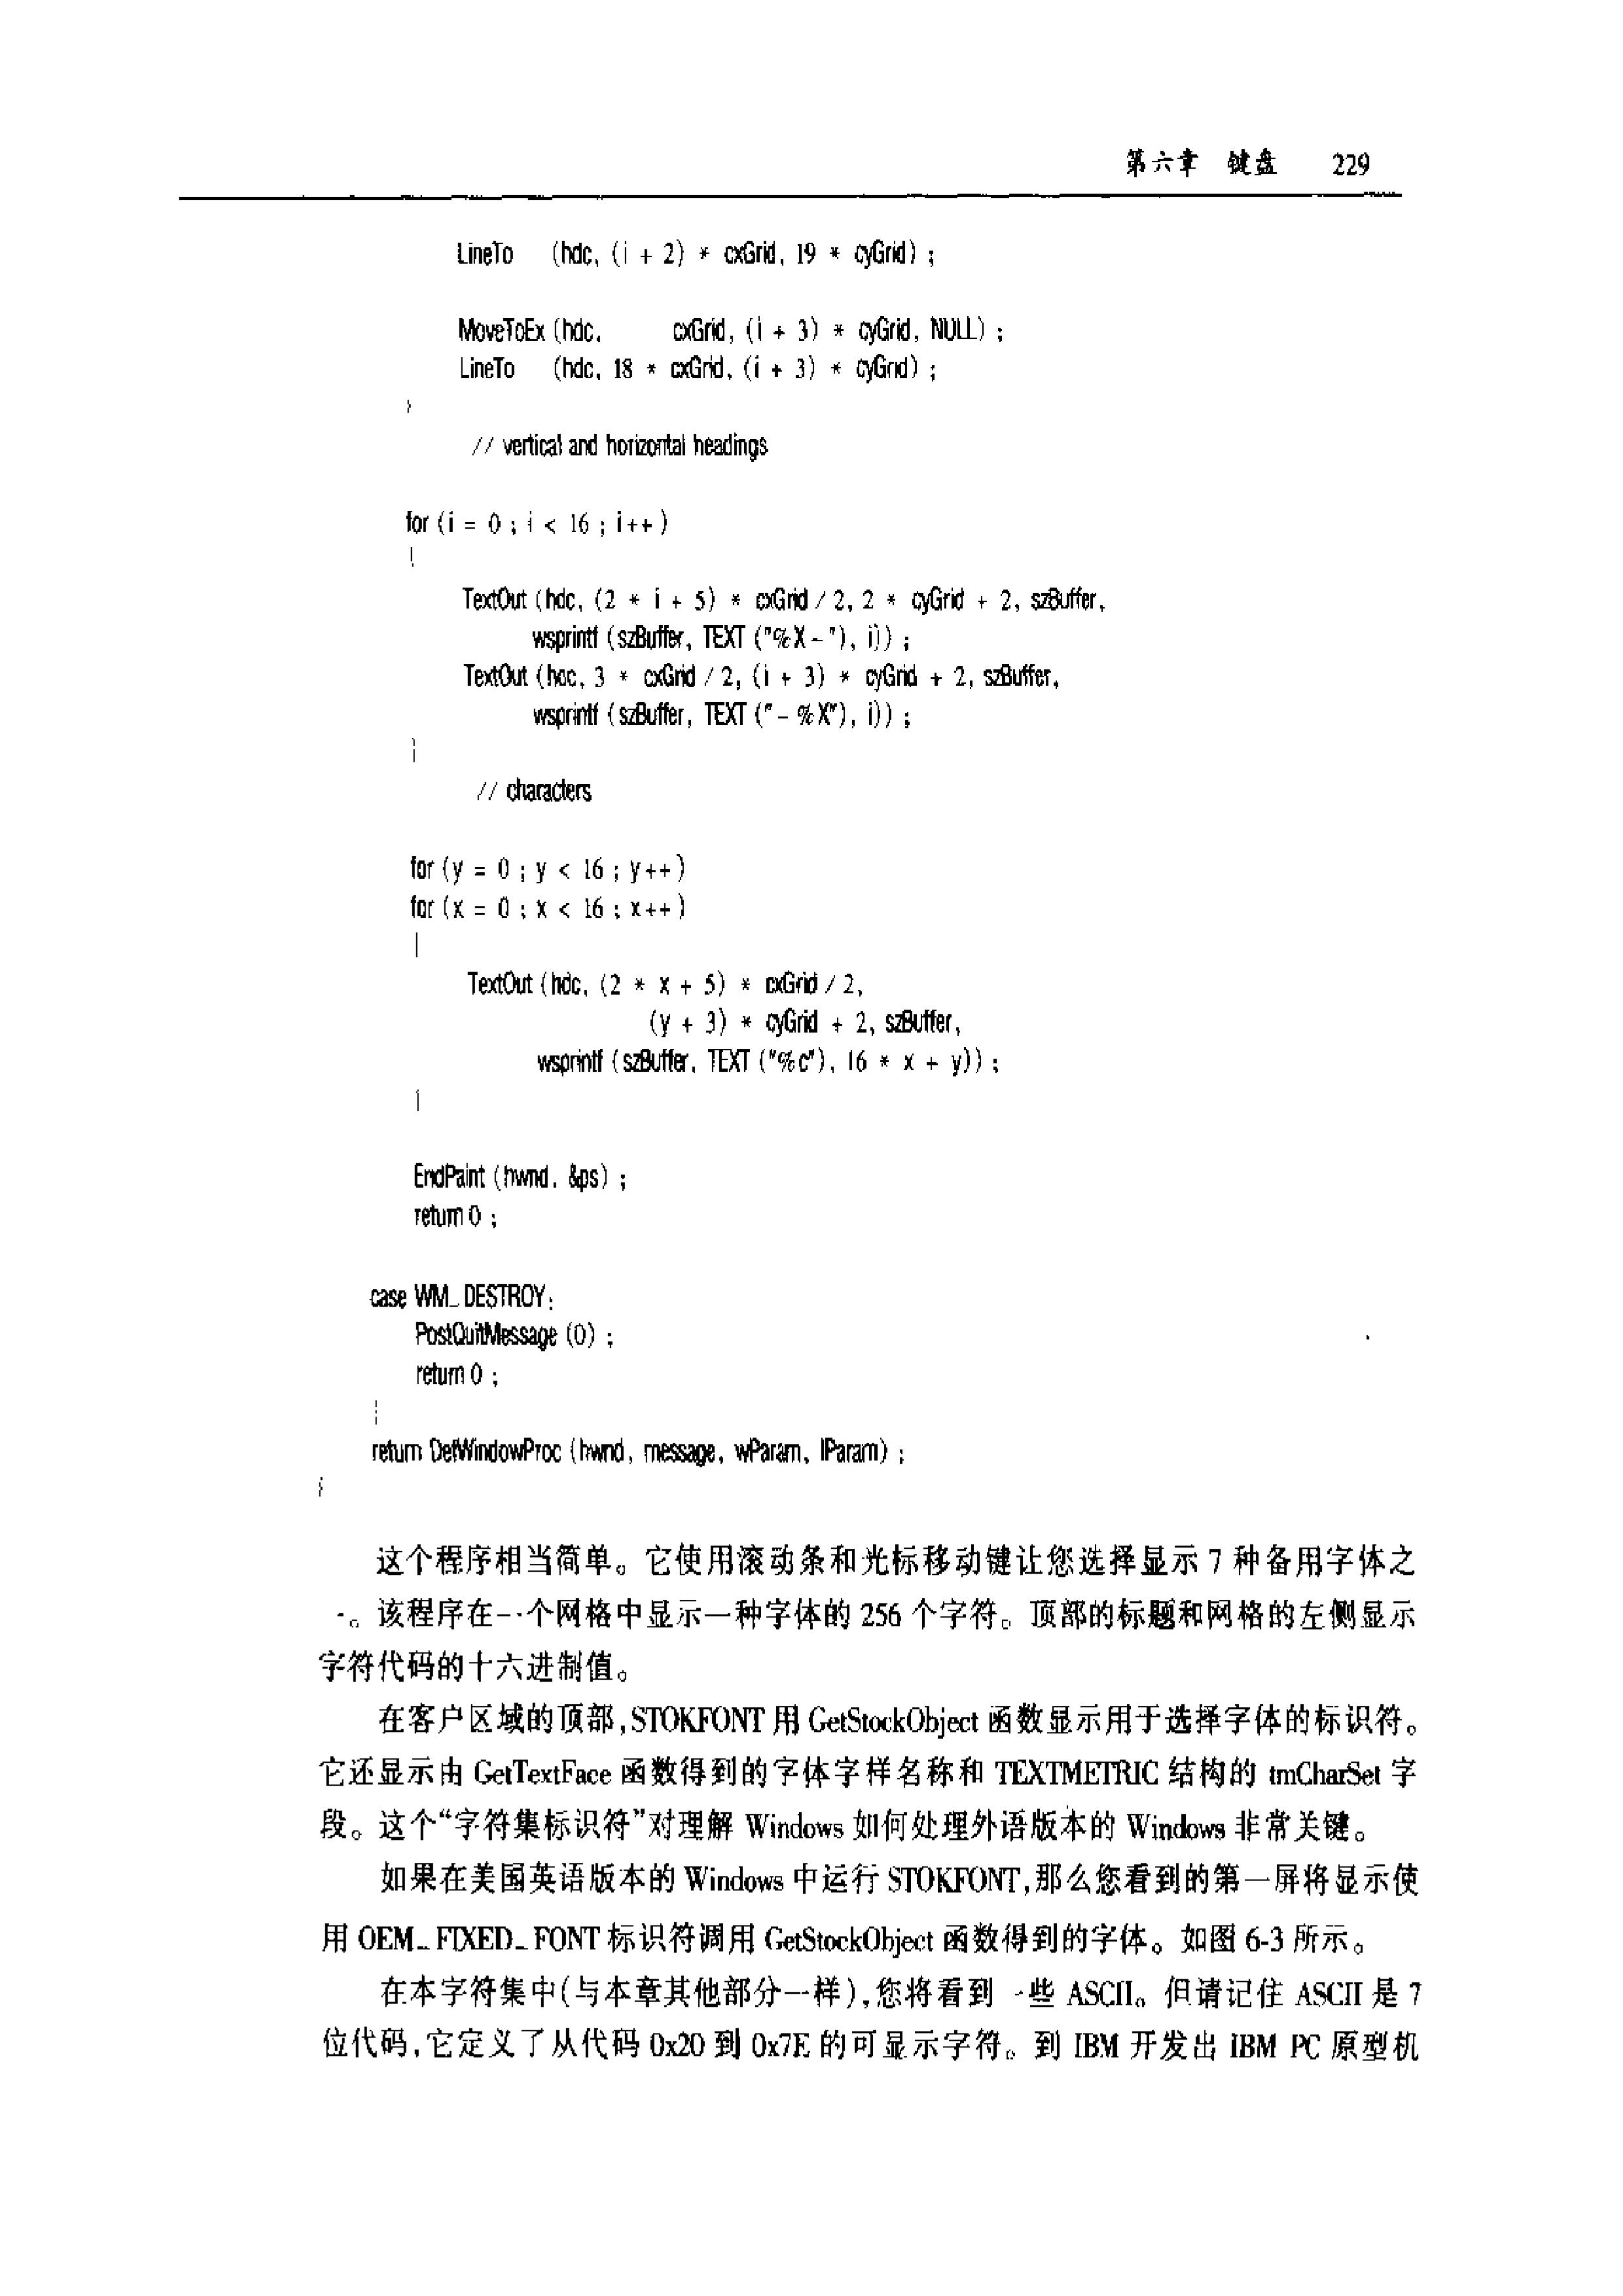 第六章 键盘 229
LineTo (hdc, (i + 2) * cxGrid, 19 * cyGrid) ;
MoveToEx (hdc, cxGrid, (i + 3) * cyGrid, NULL) ;
LineTo (hdc, 18 * cxGrid, (i + 3) * cyGrid) ;
}
// vertical and horizontal headings
for (i = 0 ; i < 16 ; i++ )
{
TextOut (hdc, (2 * i + 5) * cxGrid / 2, 2 * cyGrid + 2, szBuffer,
wsprintf (szBuffer, TEXT ("%X-"), i)) ;
TextOut (hdc, 3 * cxGrid / 2, (i + 3) * cyGrid + 2, szBuffer,
wsprintf (szBuffer, TEXT ("-%X"), i)) ;
}
// characters
for (y = 0 ; y < 16 ; y++)
for (x = 0 ; x < 16 ; x++)
{
TextOut (hdc, (2 * x + 5) * cxGrid / 2,
(y + 3) * cyGrid + 2, szBuffer,
wsprintf (szBuffer, TEXT ("%c"), 16 * x + y)) ;
}
EndPaint (hwnd, &ps) ;
return 0 ;
case WM_DESTROY:
PostQuitMessage (0) ;
return 0 ;
}
return DefWindowProc (hwnd, message, wParam, lParam) ;
}
这个程序相当简单。它使用滚动条和光标移动键让您选择显示 7 种备用字体之
一。该程序在一个网格中显示一种字体的 256 个字符。顶部的标题和网格的左侧显示
字符代码的十六进制值。
在客户区域的顶部,STOKFONT 用 GetStockObject 函数显示用于选择字体的标识符。
它还显示由 GetTextFace 函数得到的字体字样名称和 TEXTMETRIC 结构的 tmCharSet 字
段。这个“字符集标识符”对理解 Windows 如何处理外语版本的 Windows 非常关键。
如果在美国英语版本的 Windows 中运行 STOKFONT,那么您看到的第一屏将显示使
用 OEM_FIXED_FONT 标识符调用 GetStockObject 函数得到的字体。如图 6-3 所示。
在本字符集中(与本章其他部分一样),您将看到一些 ASCII。但请记住 ASCII 是 7
位代码,它定义了从代码 0x20 到 0x7E 的可显示字符。到 IBM 开发出 IBM PC 原型机